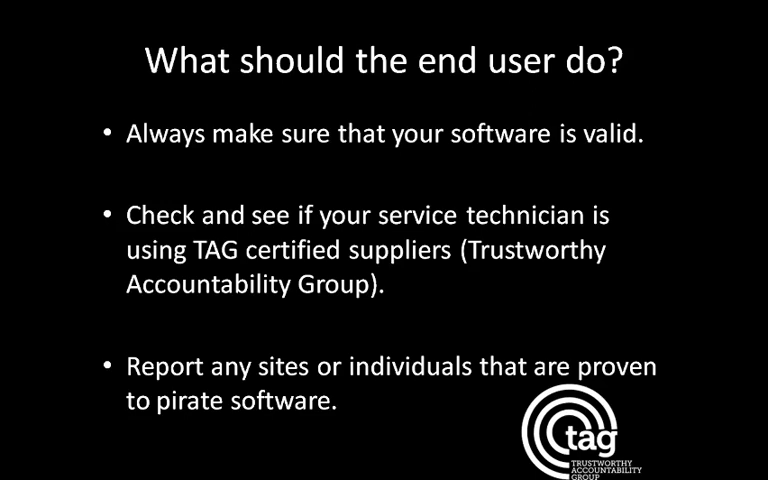 What should the end user do?
• Always make sure that your software is valid.
• Check and see if your service technician is
using TAG certified suppliers (Trustworthy
Accountability Group).
• Report any sites or individuals that are proven
to pirate software.
tag
TRUSTWORTHY
ACCOUNTABILITY
GROUP